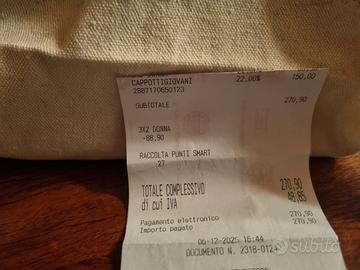 CAPPOTTIGIOVANI 22.00% 150,00
2887170650123
SUBTOTALE 270,90
3X2 DONNA
-88,90
RACCOLTA PUNTI SMART
27
TOTALE COMPLESSIVO 270,90
di cui IVA 48,85
Pagamento elettronico 270,90
Importo pagato 270,90
06-12-2025 16:44
DOCUMENTO N. 2318-012
subito